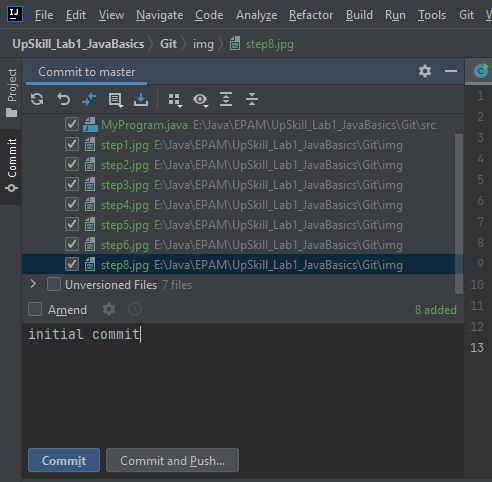 IJ File Edit View Navigate Code Analyze Refactor Build Run Tools Git
UpSkill_Lab1_JavaBasics Git img step8.jpg
Project
Commit
Commit to master
MyProgram.java E:\Java\EPAM\UpSkill_Lab1_JavaBasics\Git\src
step1.jpg E:\Java\EPAM\UpSkill_Lab1_JavaBasics\Git\img
step2.jpg E:\Java\EPAM\UpSkill_Lab1_JavaBasics\Git\img
step3.jpg E:\Java\EPAM\UpSkill_Lab1_JavaBasics\Git\img
step4.jpg E:\Java\EPAM\UpSkill_Lab1_JavaBasics\Git\img
step5.jpg E:\Java\EPAM\UpSkill_Lab1_JavaBasics\Git\img
step6.jpg E:\Java\EPAM\UpSkill_Lab1_JavaBasics\Git\img
step8.jpg E:\Java\EPAM\UpSkill_Lab1_JavaBasics\Git\img
Unversioned Files 7 files
Amend 8 added
initial commit
Commit Commit and Push...
C
1
2
3
4
5
6
7
8
9
10
11
12
13